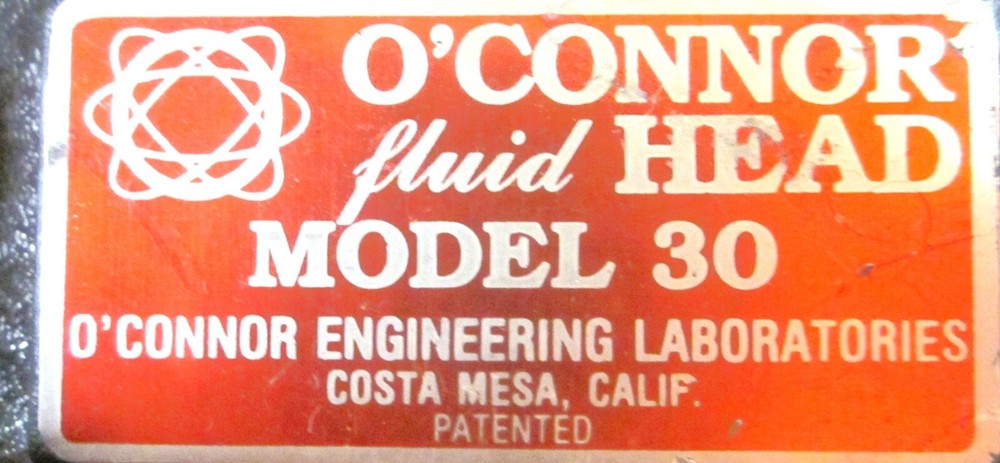 O'CONNOR
fluid HEAD
MODEL 30
O'CONNOR ENGINEERING LABORATORIES
COSTA MESA, CALIF.
PATENTED